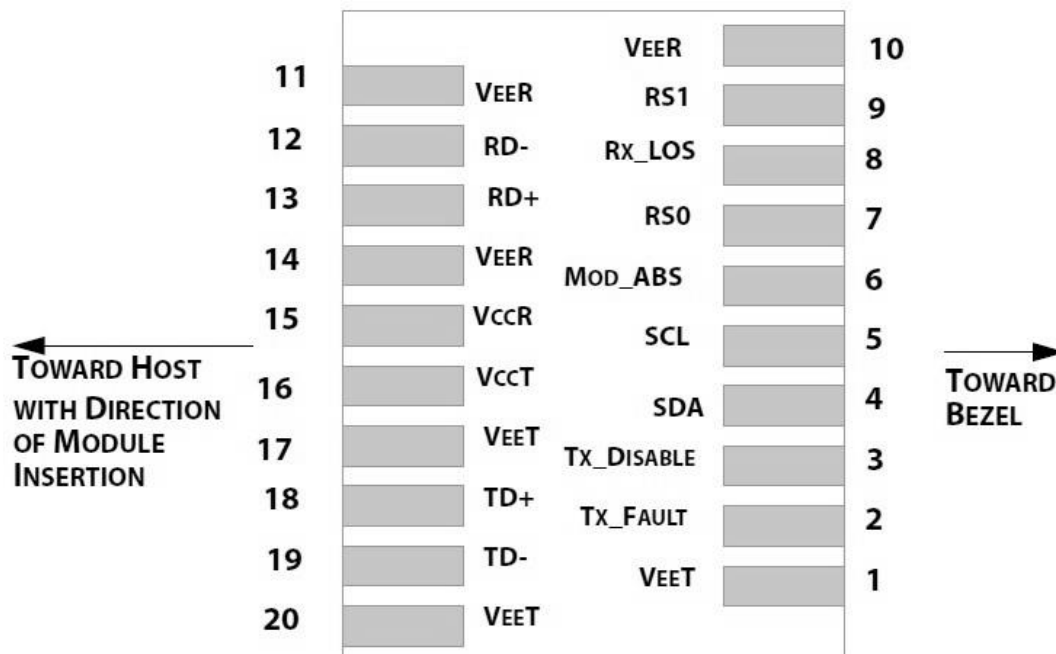 11 VEER
12 RD-
13 RD+
14 VEER
15 VCCR
16 VCCT
17 VEET
18 TD+
19 TD-
20 VEET
VEER 10
RS1 9
RX_LOS 8
RS0 7
MOD_ABS 6
SCL 5
SDA 4
TX_DISABLE 3
TX_FAULT 2
VEET 1
TOWARD HOST
WITH DIRECTION
OF MODULE
INSERTION
TOWARD
BEZEL